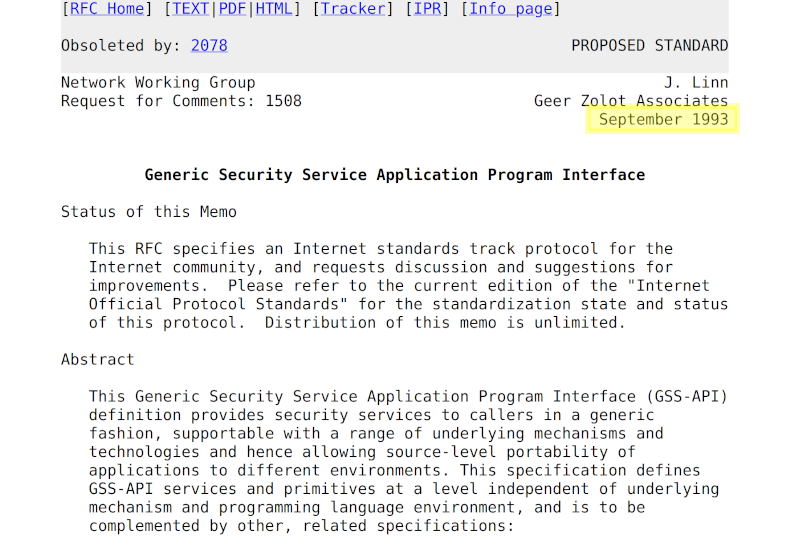 [RFC Home] [TEXT|PDF|HTML] [Tracker] [IPR] [Info page]
Obsoleted by: 2078 PROPOSED STANDARD
Network Working Group J. Linn
Request for Comments: 1508 Geer Zolot Associates
September 1993
Generic Security Service Application Program Interface
Status of this Memo
This RFC specifies an Internet standards track protocol for the
Internet community, and requests discussion and suggestions for
improvements. Please refer to the current edition of the "Internet
Official Protocol Standards" for the standardization state and status
of this protocol. Distribution of this memo is unlimited.
Abstract
This Generic Security Service Application Program Interface (GSS-API)
definition provides security services to callers in a generic
fashion, supportable with a range of underlying mechanisms and
technologies and hence allowing source-level portability of
applications to different environments. This specification defines
GSS-API services and primitives at a level independent of underlying
mechanism and programming language environment, and is to be
complemented by other, related specifications: